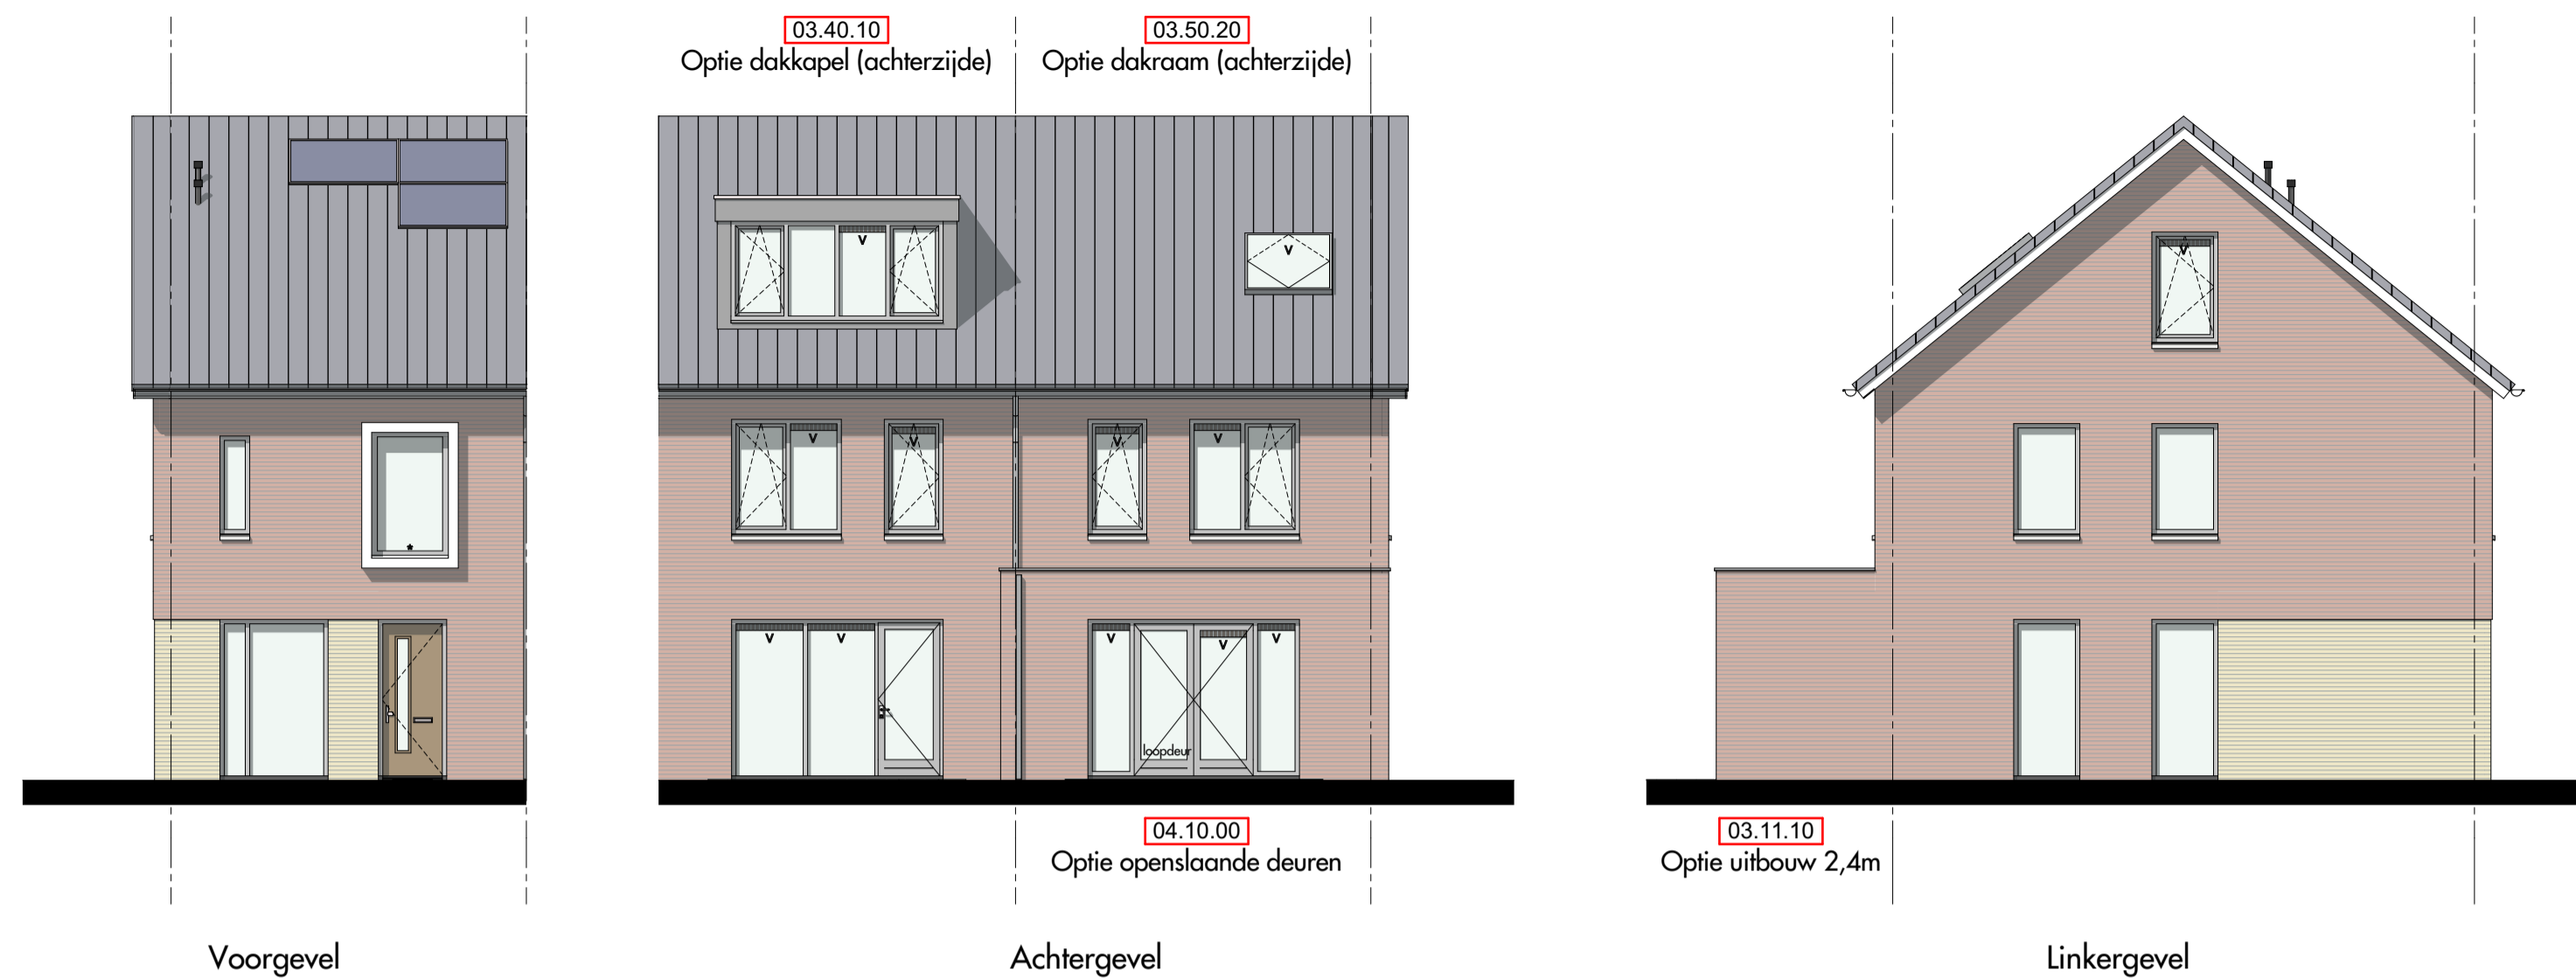 03.40.10
Optie dakkapel (achterzijde)
03.50.20
Optie dakraam (achterzijde)
V
V
V
V
V
V
V
V
V
V
V
V
loopdeur
04.10.00
Optie openslaande deuren
03.11.10
Optie uitbouw 2,4m
Voorgevel
Achtergevel
Linkergevel